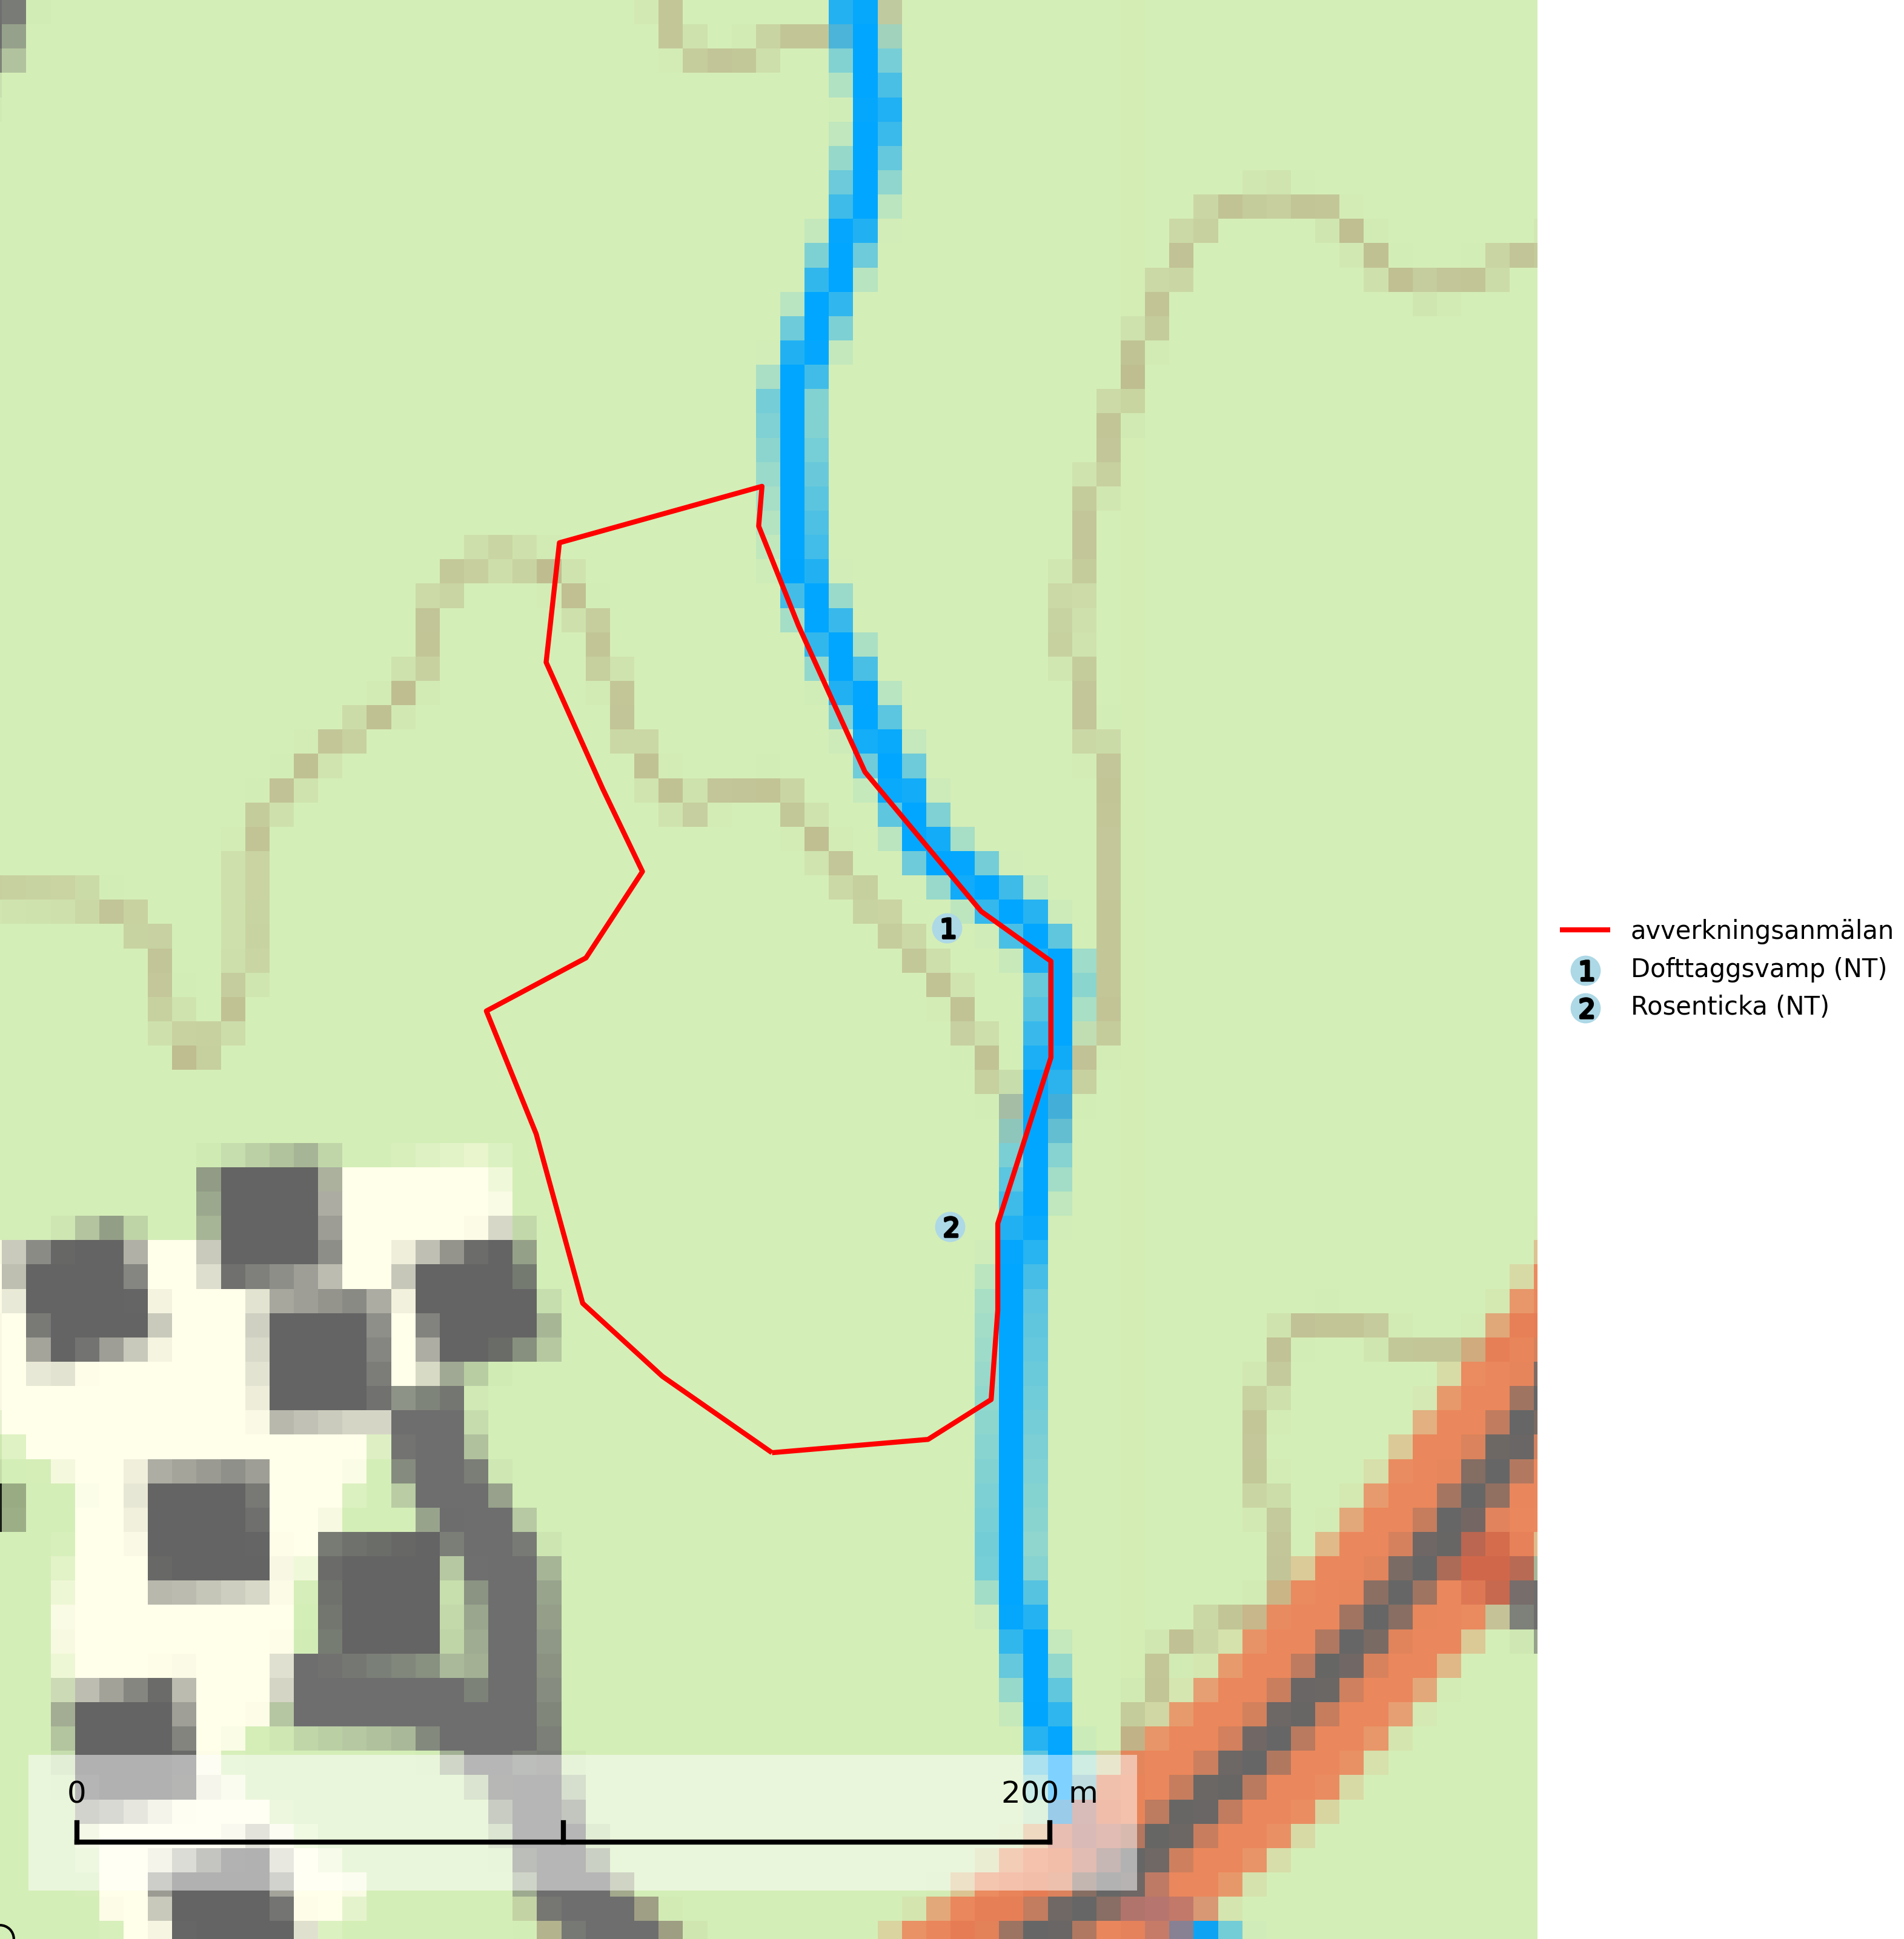 1
2
avverkningsanmälan
1 Dofttaggsvamp (NT)
2 Rosenticka (NT)
0 200 m